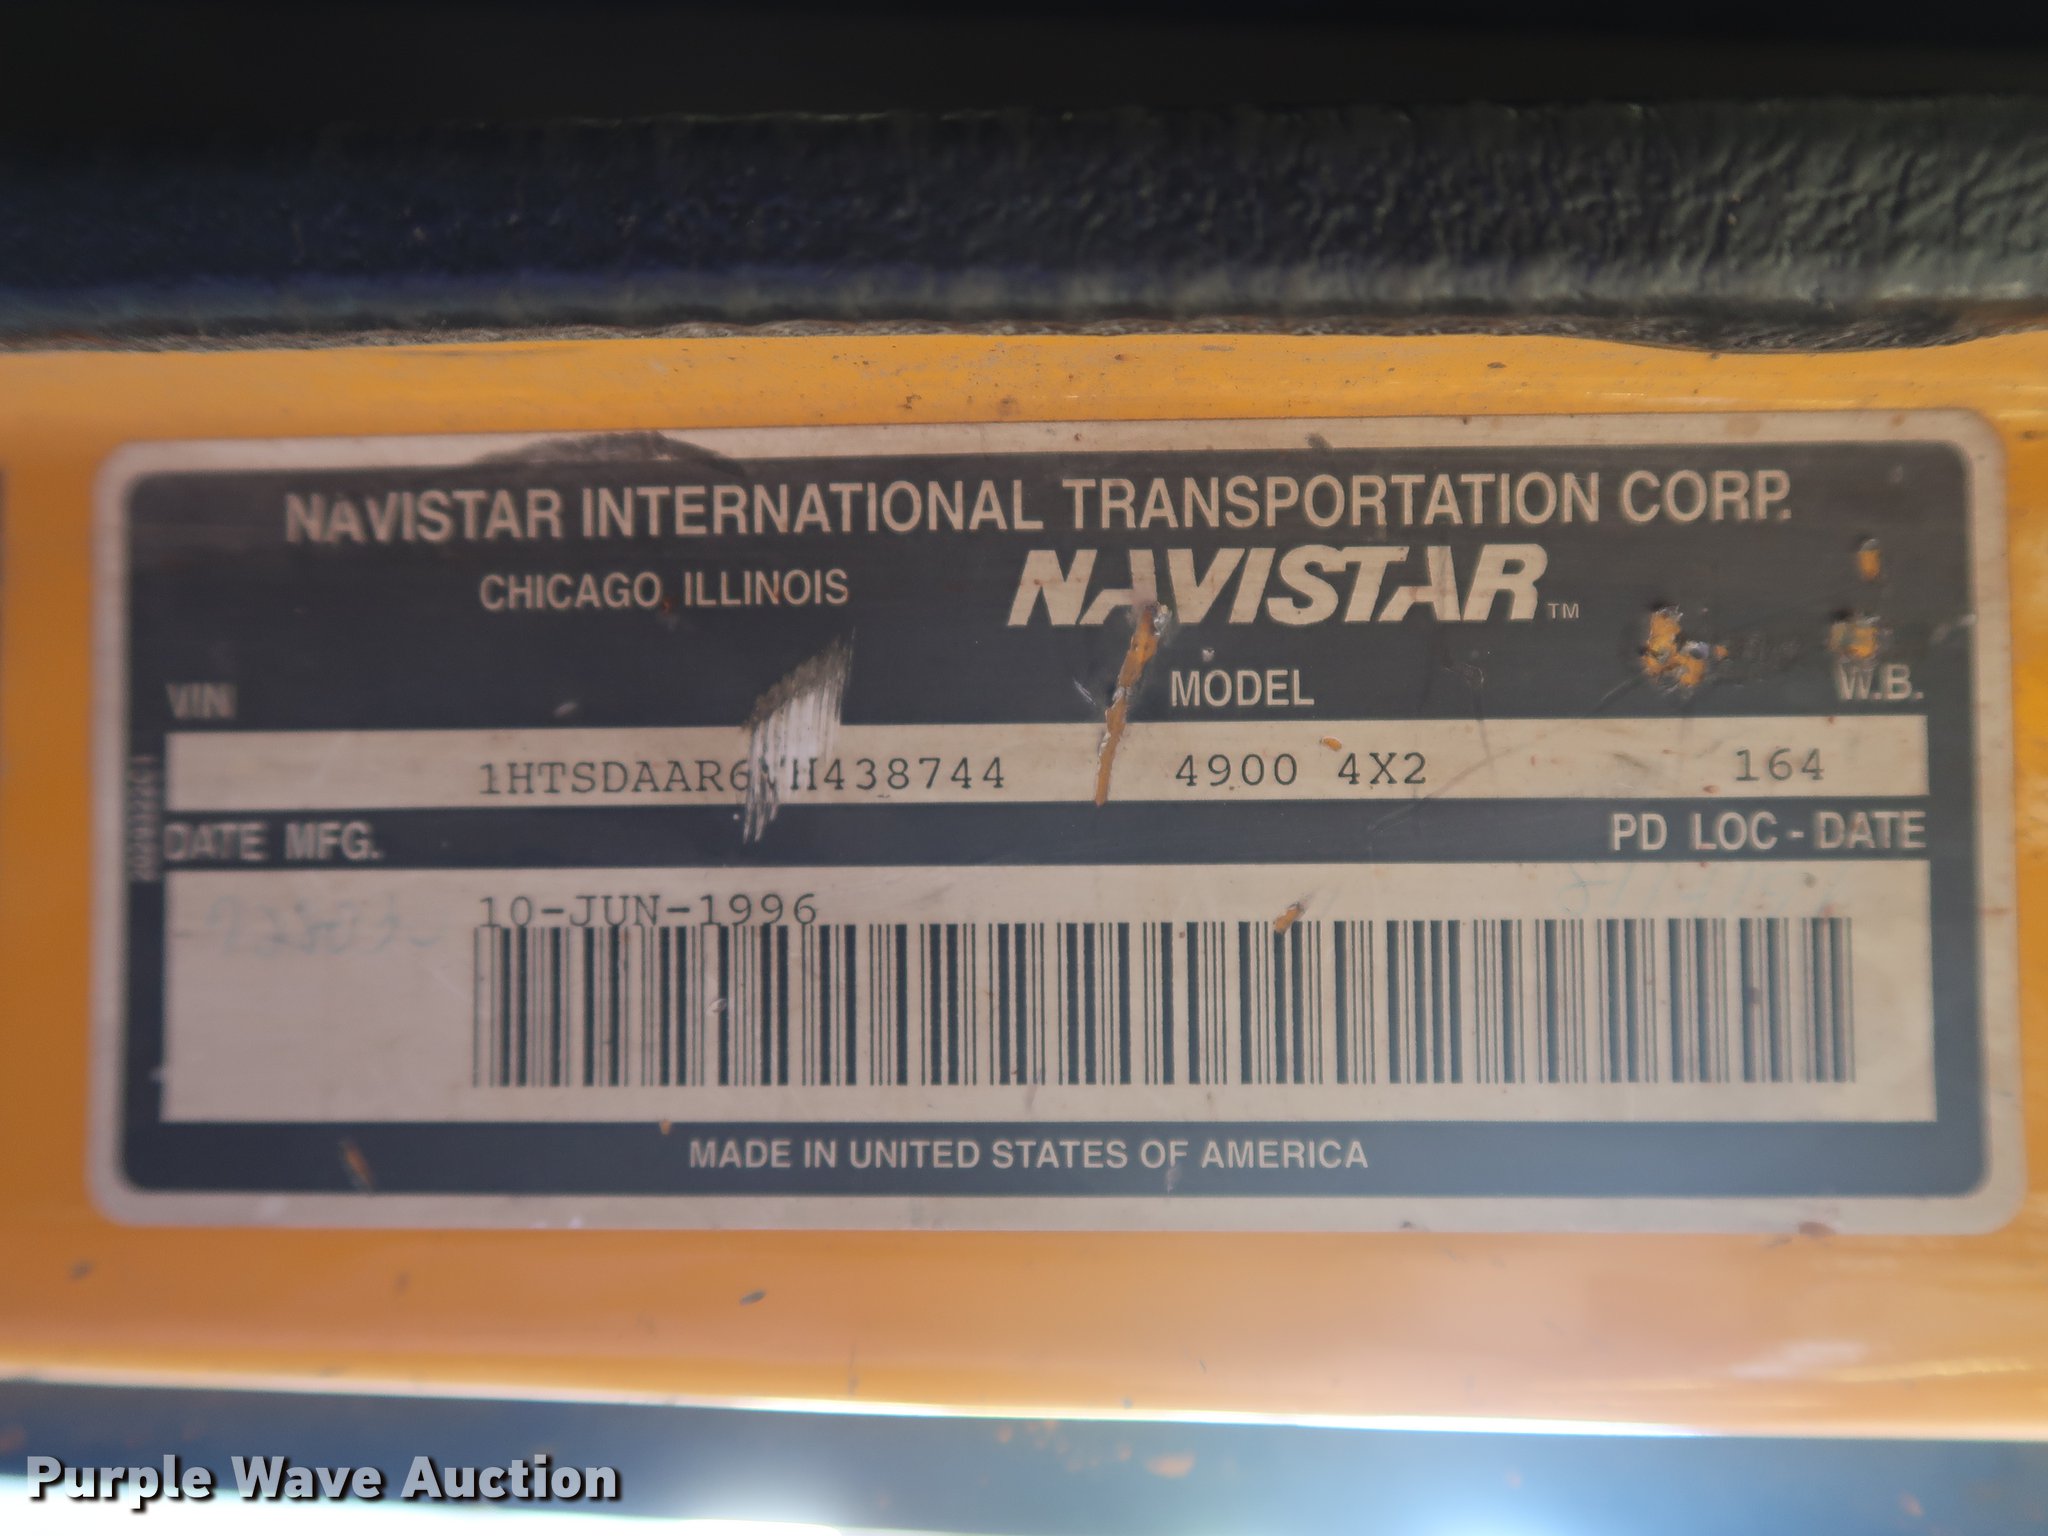 NAVISTAR INTERNATIONAL TRANSPORTATION CORP.
CHICAGO, ILLINOIS
NAVISTAR™
VIN
MODEL
W.B.
4900 4X2
164
DATE MFG.
PD LOC - DATE
10-JUN-1996
MADE IN UNITED STATES OF AMERICA
Purple Wave Auction